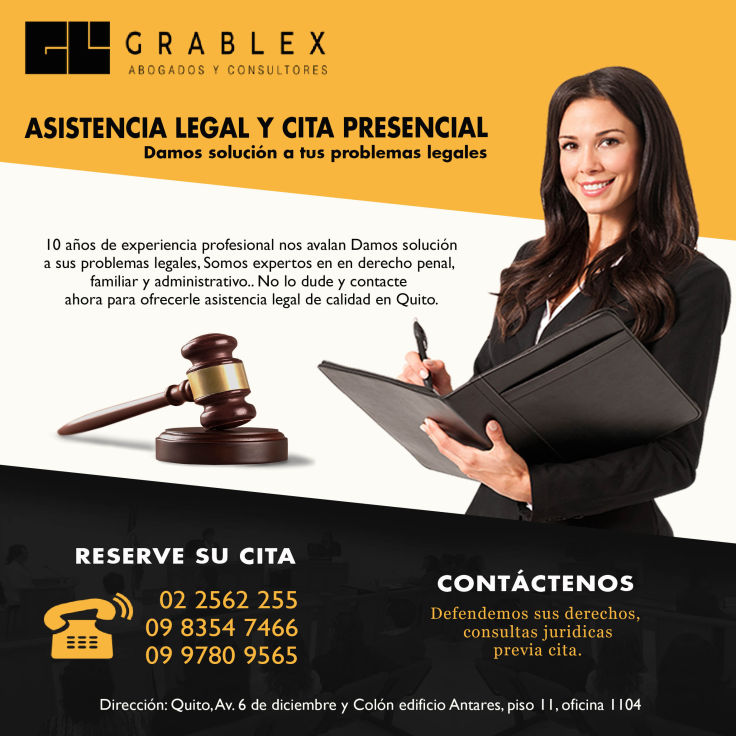 GRABLEX
ABOGADOS Y CONSULTORES
ASISTENCIA LEGAL Y CITA PRESENCIAL
Damos solución a tus problemas legales
10 años de experiencia profesional nos avalan Damos solución
a sus problemas legales, Somos expertos en en derecho penal,
familiar y administrativo.. No lo dude y contacte
ahora para ofrecerle asistencia legal de calidad en Quito.
RESERVE SU CITA
02 2562 255
09 8354 7466
09 9780 9565
CONTÁCTENOS
Defendemos sus derechos,
consultas juridicas
previa cita.
Dirección: Quito, Av. 6 de diciembre y Colón edificio Antares, piso 11, oficina 1104